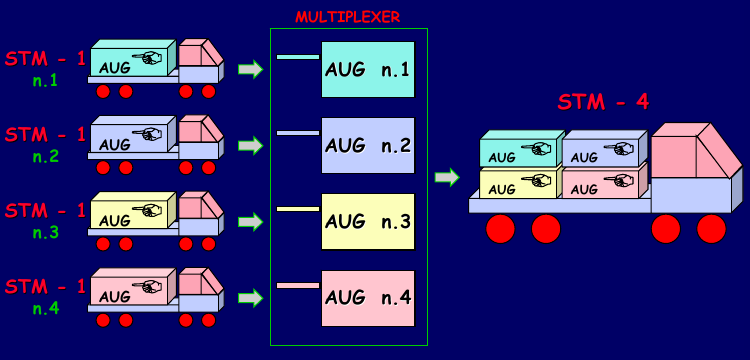 MULTIPLEXER
STM - 1
n.1
AUG
AUG n.1
STM - 1
n.2
AUG
AUG n.2
STM - 1
n.3
AUG
AUG n.3
STM - 1
n.4
AUG
AUG n.4
STM - 4
AUG AUG
AUG AUG